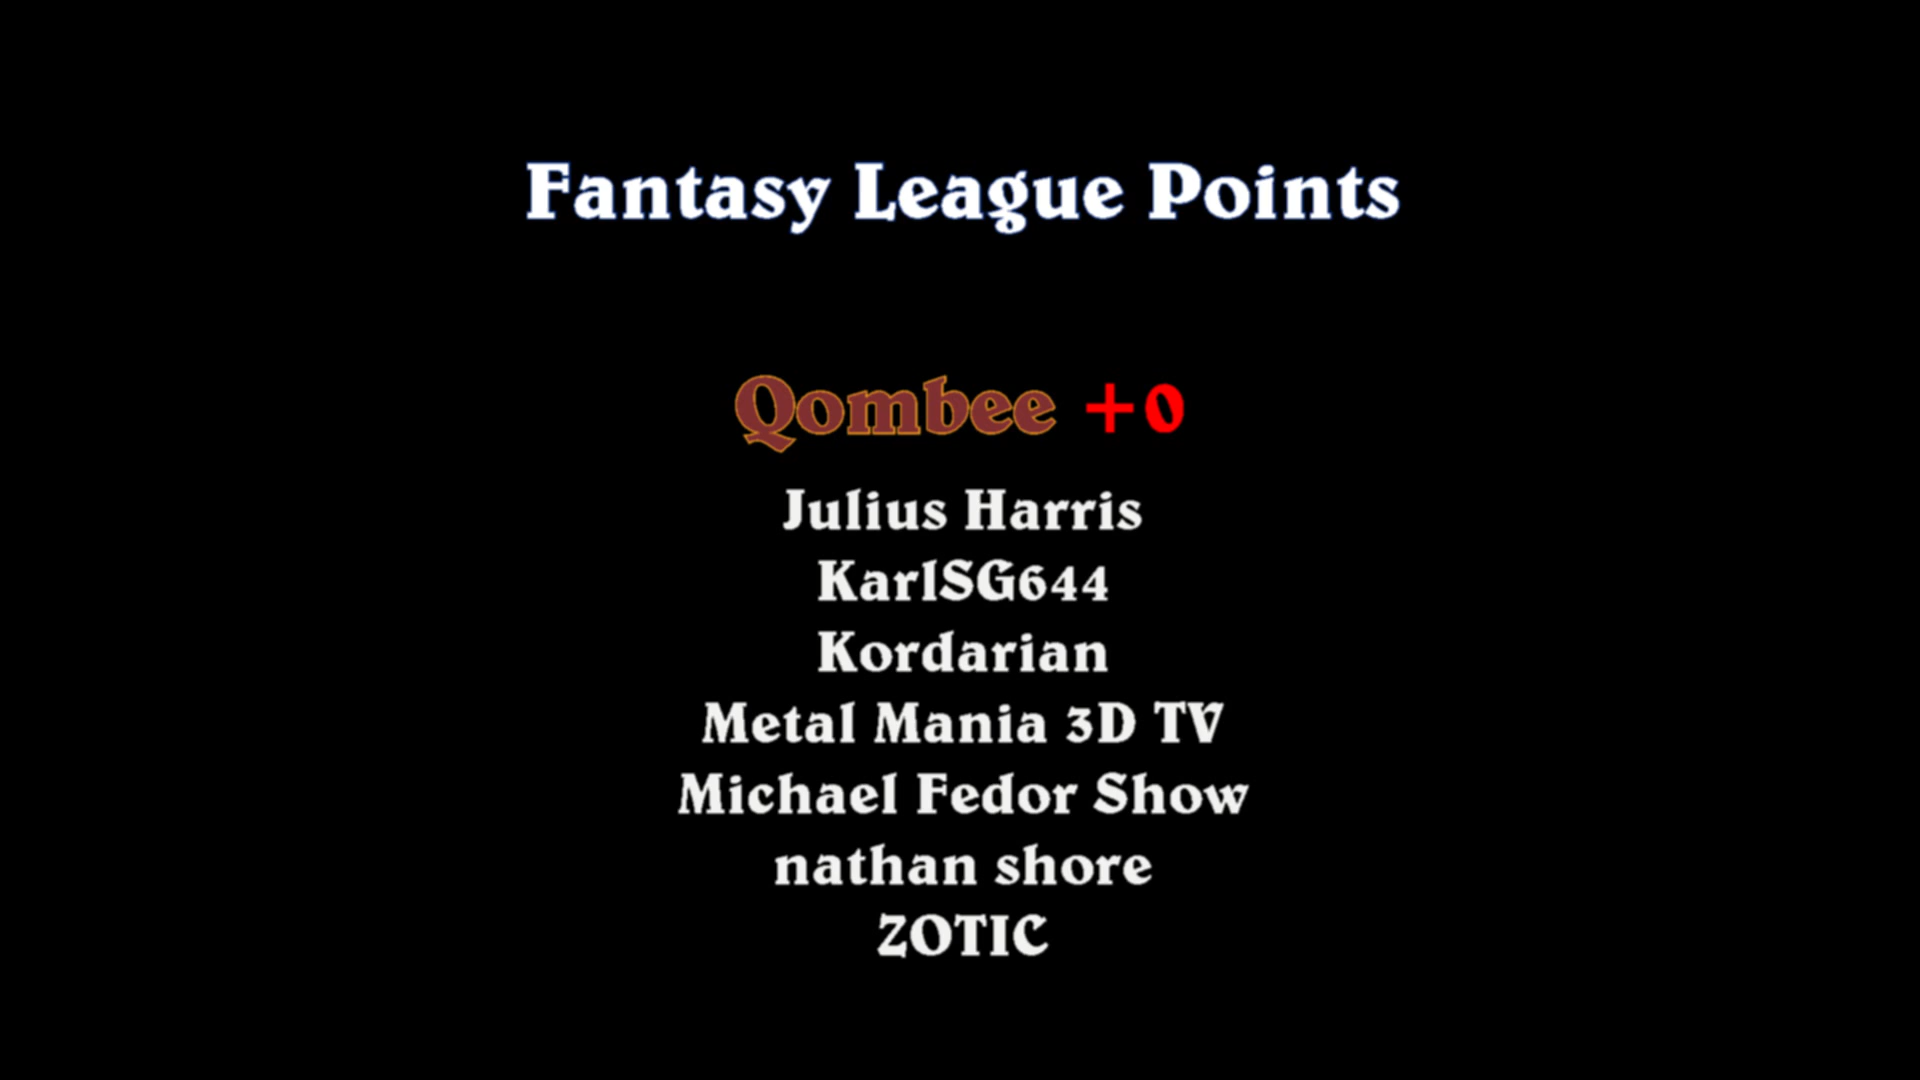 Fantasy League Points
Qombee +0
Julius Harris
KarlSG644
Kordarian
Metal Mania 3D TV
Michael Fedor Show
nathan shore
ZOTIC